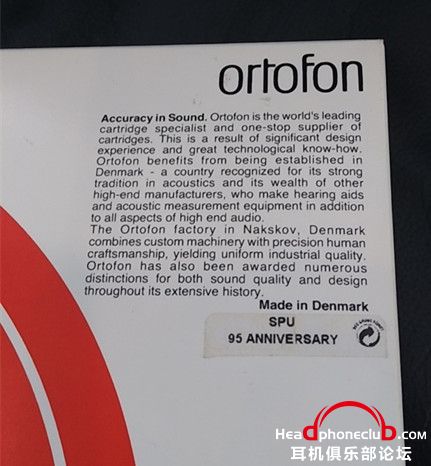 ortofon
Accuracy in Sound. Ortofon is the world's leading
cartridge specialist and one-stop supplier of
cartridges. This is a result of significant design
experience and great technological know-how.
Ortofon benefits from being established in
Denmark - a country recognized for its strong
tradition in acoustics and its wealth of other
high-end manufacturers, who make hearing aids
and acoustic measurement equipment in addition
to all aspects of high end audio.
The Ortofon factory in Nakskov, Denmark
combines custom machinery with precision human
craftsmanship, yielding uniform industrial quality.
Ortofon has also been awarded numerous
distinctions for both sound quality and design
throughout its extensive history.
Made in Denmark
SPU
95 ANNIVERSARY
HeadphoneClub.com
耳机俱乐部论坛